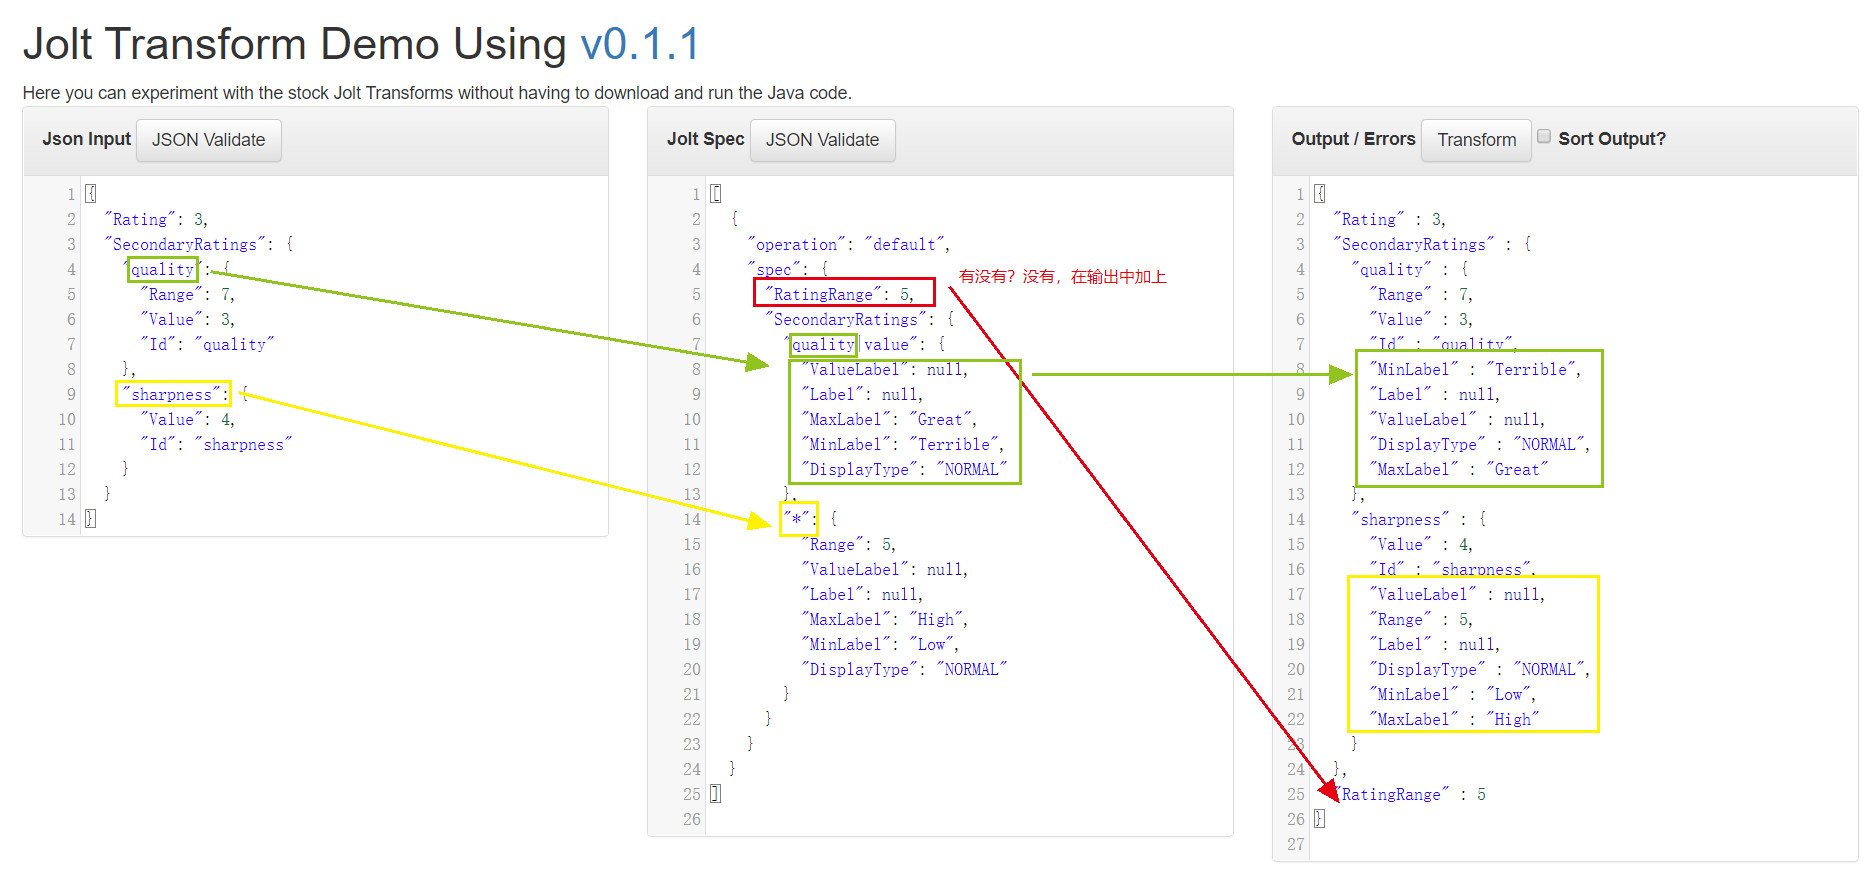 Jolt Transform Demo Using v0.1.1
Here you can experiment with the stock Jolt Transforms without having to download and run the Java code.
Json Input JSON Validate
1 {
2 "Rating": 3,
3 "SecondaryRatings": {
4 "quality": {
5 "Range": 7,
6 "Value": 3,
7 "Id": "quality"
8 },
9 "sharpness": {
10 "Value": 4,
11 "Id": "sharpness"
12 }
13 }
14 }
Jolt Spec JSON Validate
1 [
2 {
3 "operation": "default",
4 "spec": {
5 "RatingRange": 5,
有没有？没有，在输出中加上
6 "SecondaryRatings": {
7 "quality|value": {
8 "ValueLabel": null,
9 "Label": null,
10 "MaxLabel": "Great",
11 "MinLabel": "Terrible",
12 "DisplayType": "NORMAL"
13 },
14 "*": {
15 "Range": 5,
16 "ValueLabel": null,
17 "Label": null,
18 "MaxLabel": "High",
19 "MinLabel": "Low",
20 "DisplayType": "NORMAL"
21 }
22 }
23 }
24 }
25 ]
26
Output / Errors Transform Sort Output?
1 {
2 "Rating" : 3,
3 "SecondaryRatings" : {
4 "quality" : {
5 "Range" : 7,
6 "Value" : 3,
7 "Id" : "quality",
8 "MinLabel" : "Terrible",
9 "Label" : null,
10 "ValueLabel" : null,
11 "DisplayType" : "NORMAL",
12 "MaxLabel" : "Great"
13 },
14 "sharpness" : {
15 "Value" : 4,
16 "Id" : "sharpness",
17 "ValueLabel" : null,
18 "Range" : 5,
19 "Label" : null,
20 "DisplayType" : "NORMAL",
21 "MinLabel" : "Low",
22 "MaxLabel" : "High"
23 }
24 },
25 "RatingRange" : 5
26 }
27